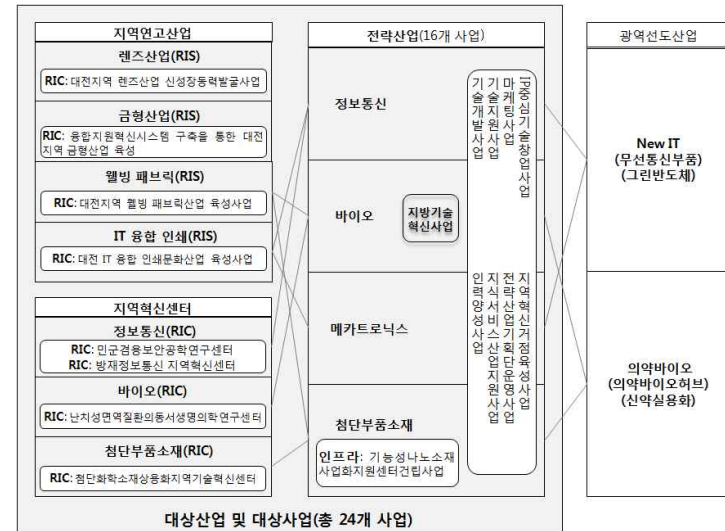 지역연고산업
렌즈산업(RIS)
RIC: 대전지역 렌즈산업 신성장동력발굴사업
금형산업(RIS)
RIC: 융합지원혁신시스템 구축을 통한 대전
지역 금형산업 육성
웰빙 패브릭(RIS)
RIC: 대전지역 웰빙 패브릭산업 육성사업
IT 융합 인쇄(RIS)
RIC: 대전 IT 융합 인쇄문화산업 육성사업
지역혁신센터
정보통신(RIC)
RIC: 민군겸용보안공학연구센터
RIC: 방재정보통신 지역혁신센터
바이오(RIC)
RIC: 난치성면역질환의동서생명의학연구센터
첨단부품소재(RIC)
RIC: 첨단화학소재상용화지역기술혁신센터
전략산업(16개 사업)
정보통신
바이오
지방기술
혁신사업
메카트로닉스
첨단부품소재
인프라: 기능성나노소재
사업화지원센터건립사업
기술개발사업
기술지원사업
마케팅사업
IP중심기술창업사업
인력양성사업
지식서비스산업지원사업
전략산업기획단운영사업
지역혁신거점육성사업
광역선도산업
New IT
(무선통신부품)
(그린반도체)
의약바이오
(의약바이오허브)
(신약실용화)
대상산업 및 대상사업(총 24개 사업)